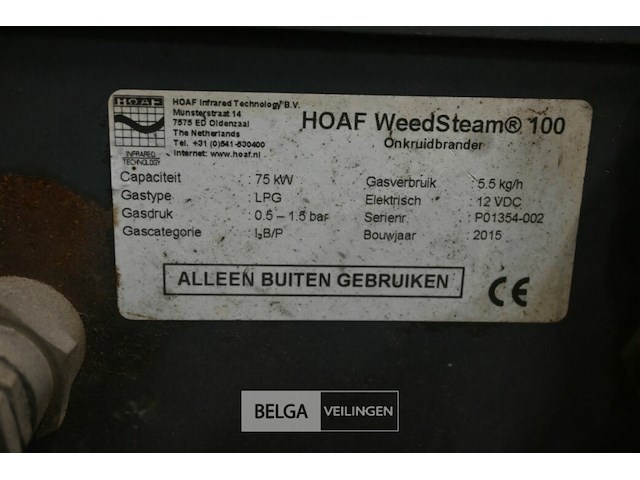 HOAF
INFRARED
TECHNOLOGY
HOAF Infrared Technology B.V.
Munsterstraat 14
7575 ED Oldenzaal
The Netherlands
Tel. +31 (0)541-530400
Internet: www.hoaf.nl
HOAF WeedSteam® 100
Onkruidbrander
Capaciteit : 75 kW
Gastype : LPG
Gasdruk : 0.5 – 1.5 bar
Gascategorie : I₃B/P
Gasverbruik : 5.5 kg/h
Elektrisch : 12 VDC
Serienr. : P01354-002
Bouwjaar : 2015
ALLEEN BUITEN GEBRUIKEN
CE
BELGA VEILINGEN